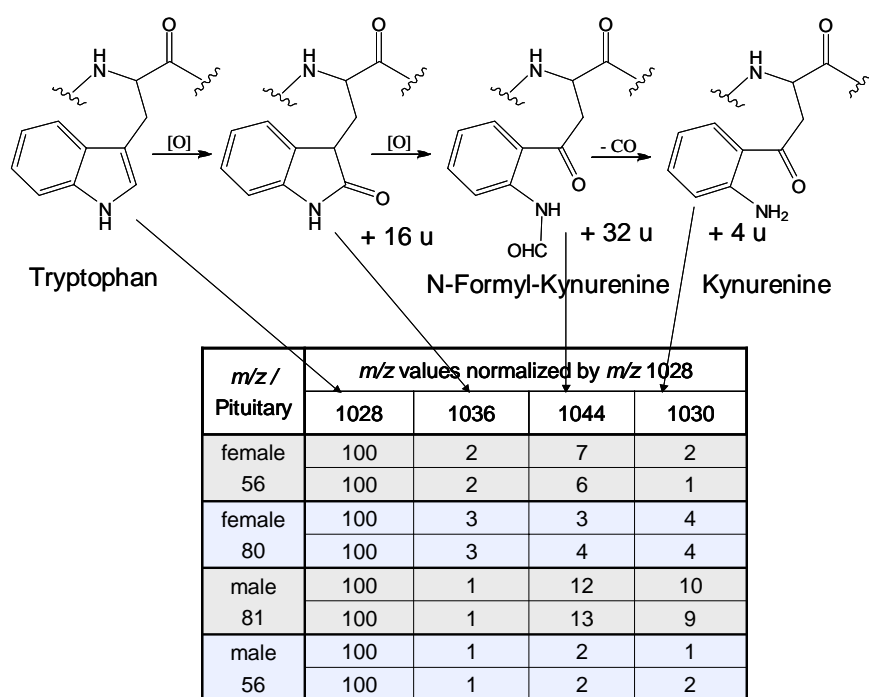 O
O
O
O
H
N
H
N
H
N
H
N
[O]
[O]
- CO
N
H
O
N
H
O
NH
OHC
O
NH2
+ 16 u
+ 32 u
+ 4 u
Tryptophan
N-Formyl-Kynurenine
Kynurenine
m/z / Pituitary
m/z values normalized by m/z 1028
1028 1036 1044 1030
female 100 2 7 2
56 100 2 6 1
female 100 3 3 4
80 100 3 4 4
male 100 1 12 10
81 100 1 13 9
male 100 1 2 1
56 100 1 2 2